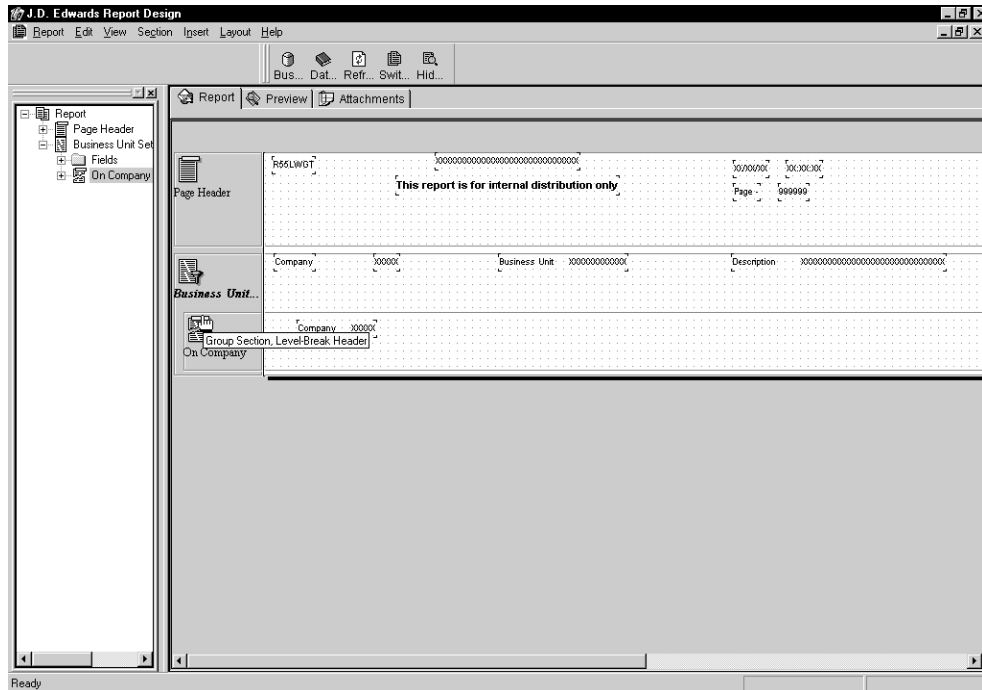 J.D. Edwards Report Design
Report Edit View Section Insert Layout Help
Bus... Dat... Refr... Swit... Hid...
Report Preview Attachments
Report
Page Header
Business Unit Set
Fields
On Company
R55LWGT XXXXXXXXXXXXXXXXXXXXXXXXXXXXXX XX/XX/XX XX:XX:XX
This report is for internal distribution only
Page - 999999
Page Header
Company XXXXX Business Unit XXXXXXXXXXXX Description XXXXXXXXXXXXXXXXXXXXXXXXXXXXXX
Business Unit...
Company XXXXX
Group Section, Level-Break Header
On Company
Ready